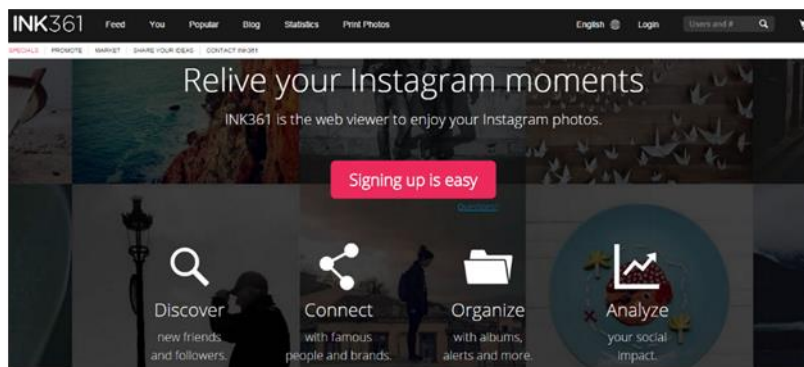 INK361 Feed You Popular Blog Statistics Print Photos English Login Users and #
SPECIALS PROMOTE MARKET SHARE YOUR IDEAS CONTACT INK361
Relive your Instagram moments
INK361 is the web viewer to enjoy your Instagram photos.
Signing up is easy
Questions?
Discover
new friends
and followers.
Connect
with famous
people and brands.
Organize
with albums,
alerts and more.
Analyze
your social
impact.